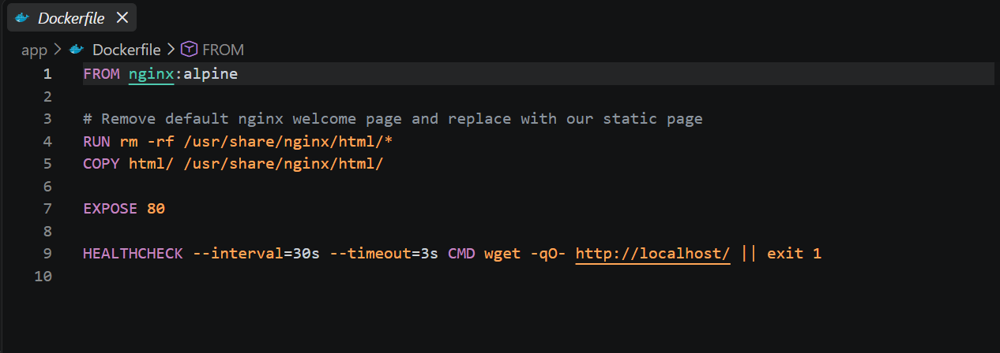 Dockerfile
app > Dockerfile > FROM
1 FROM nginx:alpine
2
3 # Remove default nginx welcome page and replace with our static page
4 RUN rm -rf /usr/share/nginx/html/*
5 COPY html/ /usr/share/nginx/html/
6
7 EXPOSE 80
8
9 HEALTHCHECK --interval=30s --timeout=3s CMD wget -qO- http://localhost/ || exit 1
10